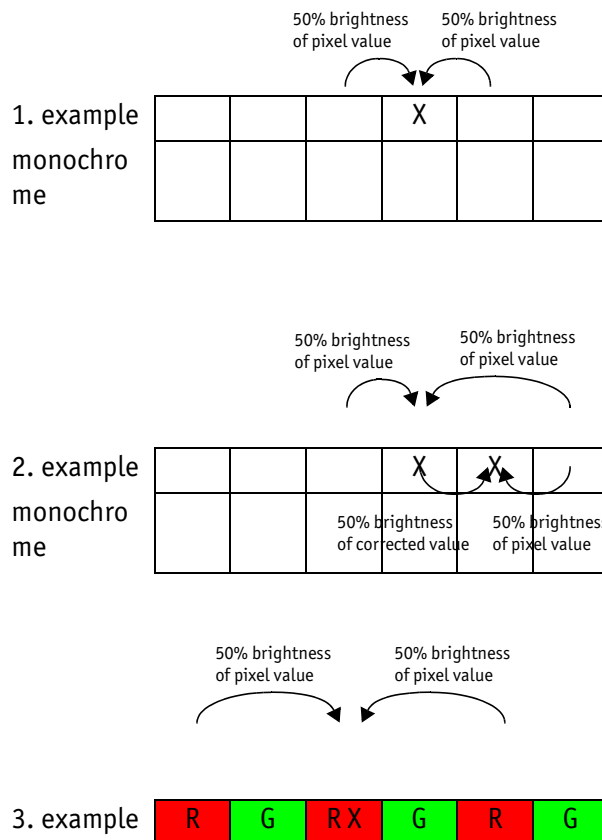 50% brightness
of pixel value
50% brightness
of pixel value
1. example
X
monochro
me
50% brightness
of pixel value
50% brightness
of pixel value
2. example
X X
monochro
me
50% brightness
of corrected value
50% brightness
of pixel value
50% brightness
of pixel value
50% brightness
of pixel value
3. example
R G R X G R G